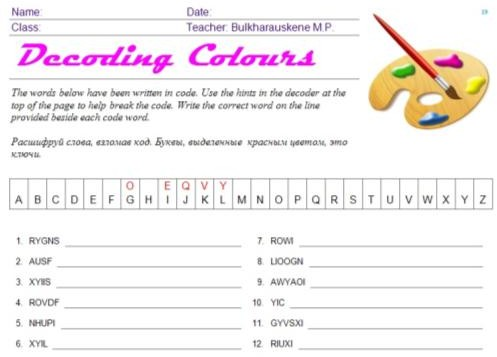 Name: Date: 19
Class: Teacher: Bulkharauskene M.P.
Decoding Colours
The words below have been written in code. Use the hints in the decoder at the
top of the page to help break the code. Write the correct word on the line
provided beside each code word.
Расшифруй слова, взломав код. Буквы, выделенные красным цветом, это
ключи.
O E Q V Y
A B C D E F G H I J K L M N O P Q R S T U V W X Y Z
1. RYGNS 7. ROWI
2. AUSF 8. LIOOGN
3. XYIIS 9. AWYAOI
4. ROVDF 10. YIC
5. NHUPI 11. GYVSXI
6. XYIL 12. RIUXI